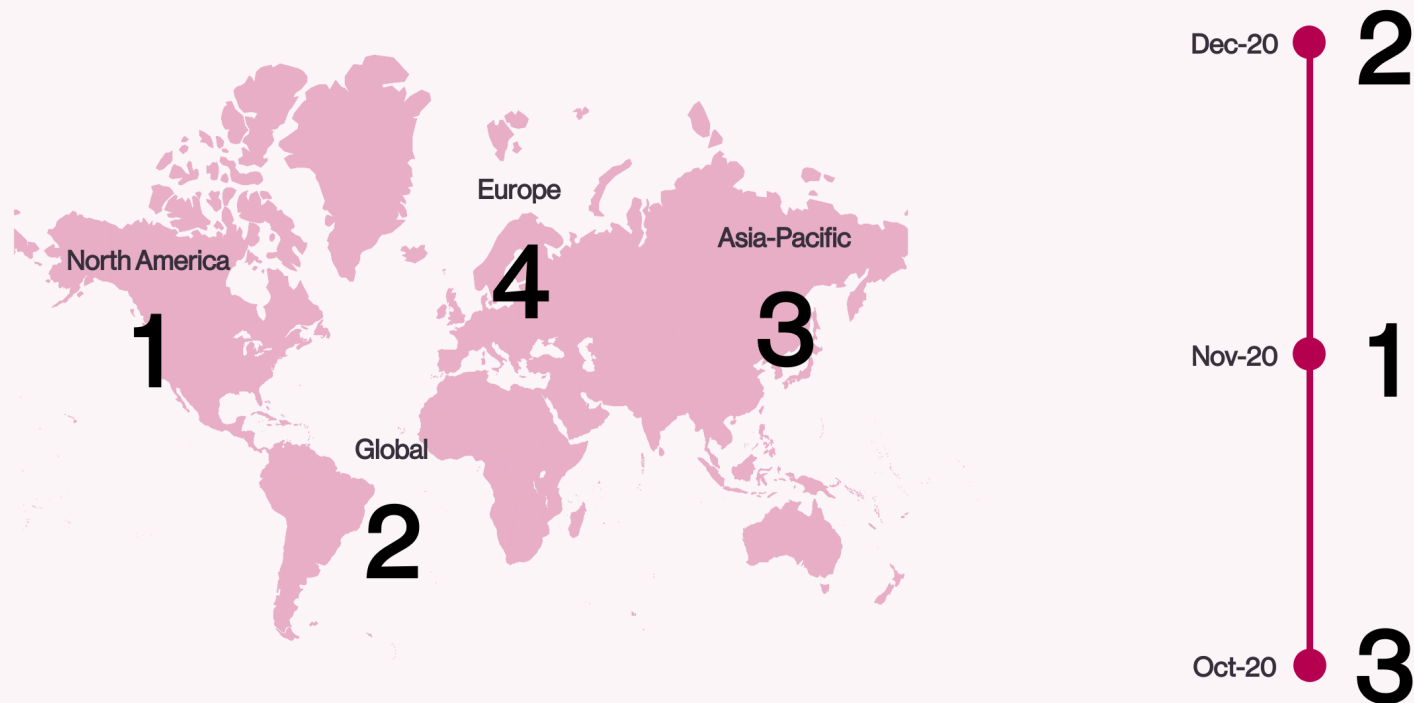 Dec-20
2
Europe
Asia-Pacific
North America
4
3
1
Nov-20
1
Global
2
Oct-20
3